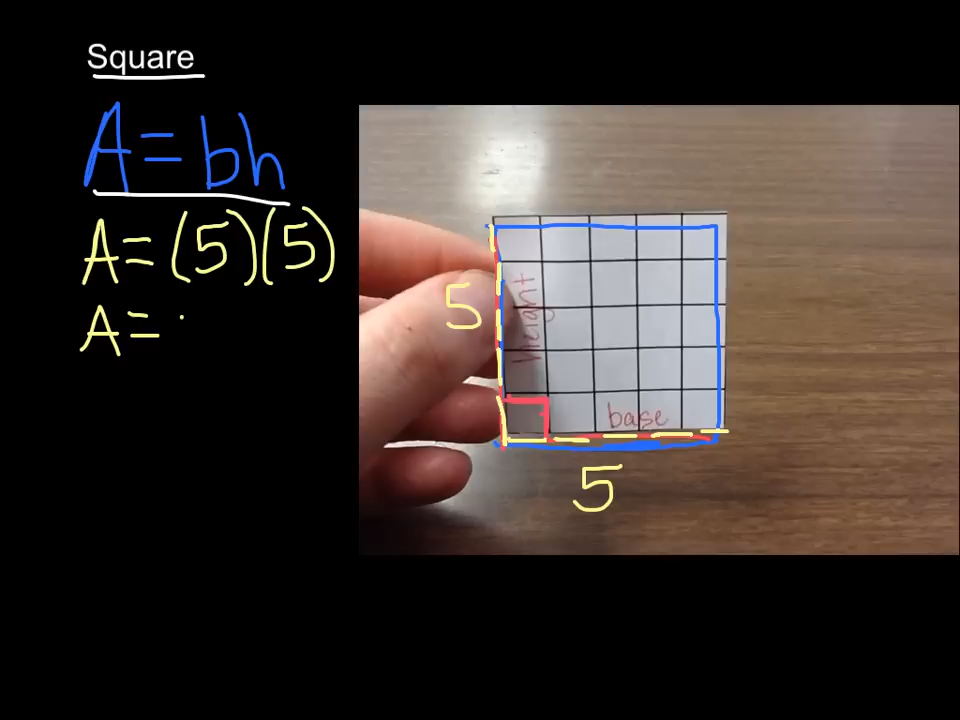 Square
A = bh
A = (5)(5)
A =
height
5
base
5